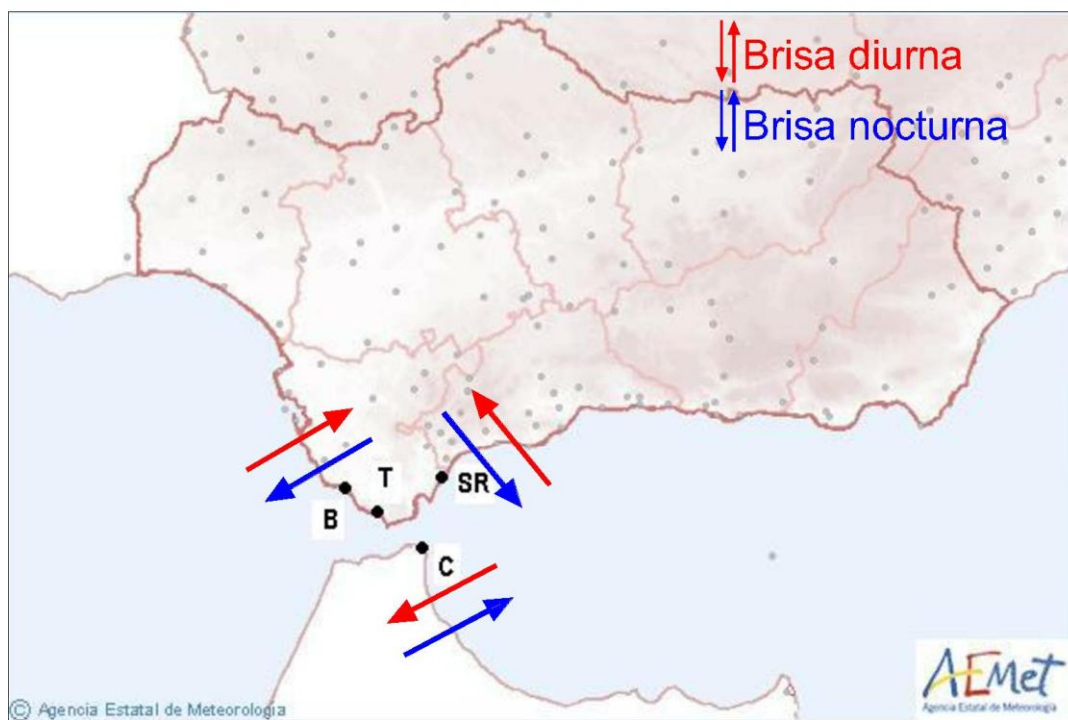 Brisa diurna
Brisa nocturna
T
SR
B
C
AEMet
Agencia Estatal de Meteorología
© Agencia Estatal de Meteorología